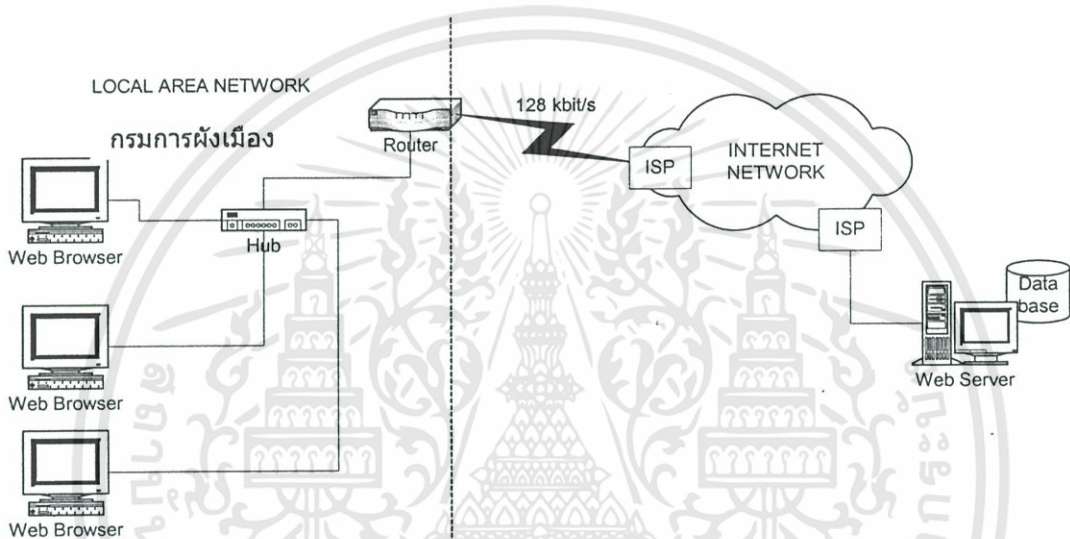 LOCAL AREA NETWORK
กรมการผังเมือง
Router
128 kbit/s
ISP
INTERNET
NETWORK
ISP
Hub
Web Browser
Data
base
Web Server
Web Browser
Web Browser